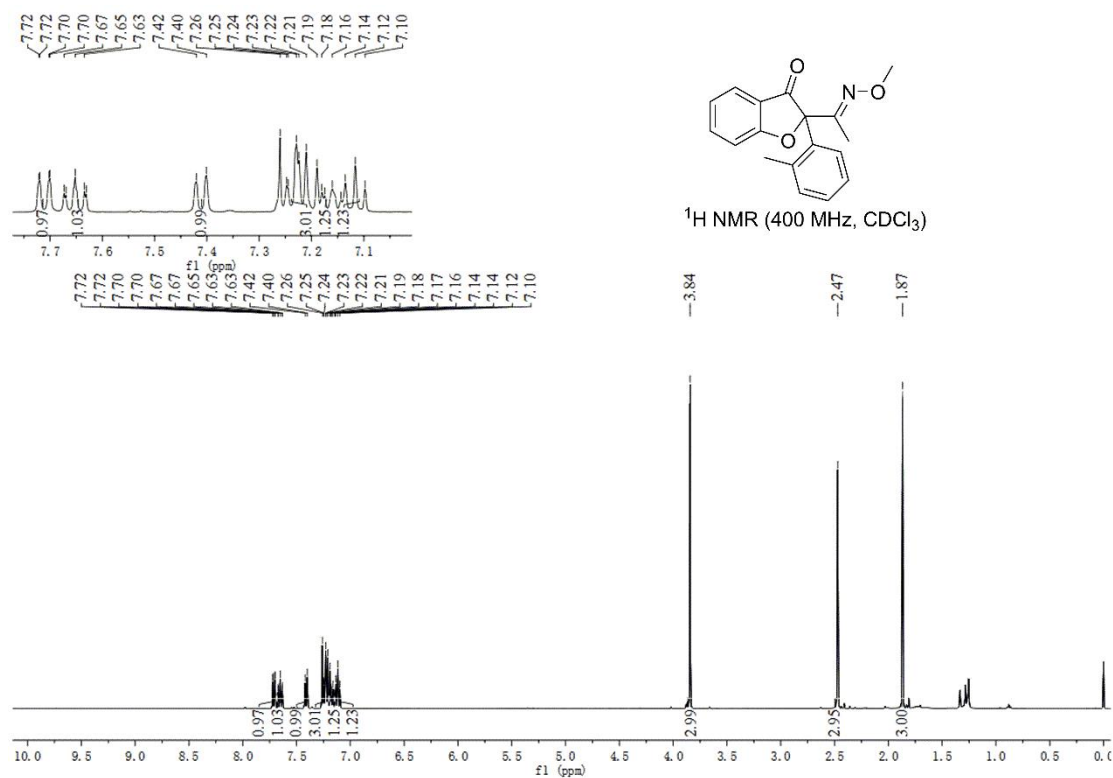 7.72 7.72 7.70 7.70 7.67 7.65 7.63 7.42 7.40 7.26 7.25 7.24 7.23 7.22 7.21 7.19 7.18 7.16 7.14 7.12 7.10
O
N
O
O
¹H NMR (400 MHz, CDCl₃)
0.97 1.03 0.99 3.01 1.25 1.23
7.7 7.6 7.5 7.4 7.3 7.2 7.1
f1 (ppm)
7.72 7.72 7.70 7.70 7.67 7.67 7.65 7.63 7.63 7.42 7.40 7.26 7.25 7.24 7.23 7.22 7.21 7.19 7.18 7.17 7.16 7.14 7.14 7.12 7.10
3.84 2.47 1.87
0.97 1.03 0.99 3.01 1.25 1.23 2.99 2.95 3.00
10.0 9.5 9.0 8.5 8.0 7.5 7.0 6.5 6.0 5.5 5.0 4.5 4.0 3.5 3.0 2.5 2.0 1.5 1.0 0.5
f1 (ppm)